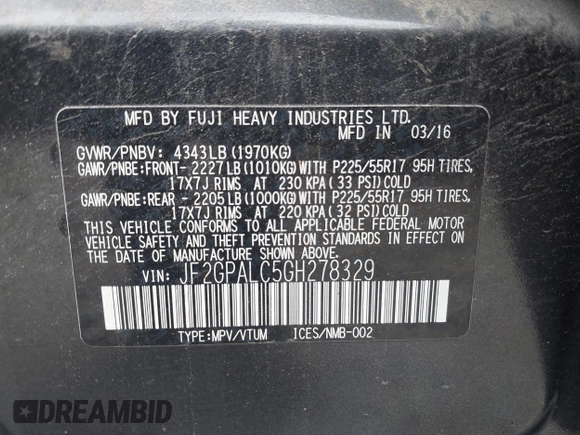 MFD BY FUJI HEAVY INDUSTRIES LTD.
MFD IN 03/16
GVWR/PNBV: 4343LB (1970KG)
GAWR/PNBE:FRONT- 2227LB (1010KG) WITH P225/55R17 95H TIRES,
17X7J RIMS AT 230 KPA (33 PSI) COLD
GAWR/PNBE:REAR - 2205LB (1000KG) WITH P225/55R17 95H TIRES,
17X7J RIMS AT 220 KPA (32 PSI) COLD
THIS VEHICLE CONFORMS TO ALL APPLICABLE FEDERAL MOTOR
VEHICLE SAFETY AND THEFT PREVENTION STANDARDS IN EFFECT ON
THE DATE OF MANUFACTURE SHOWN ABOVE.
VIN: JF2GPALC5GH278329
TYPE:MPV/VTUM ICES/NMB-002
DREAMBID